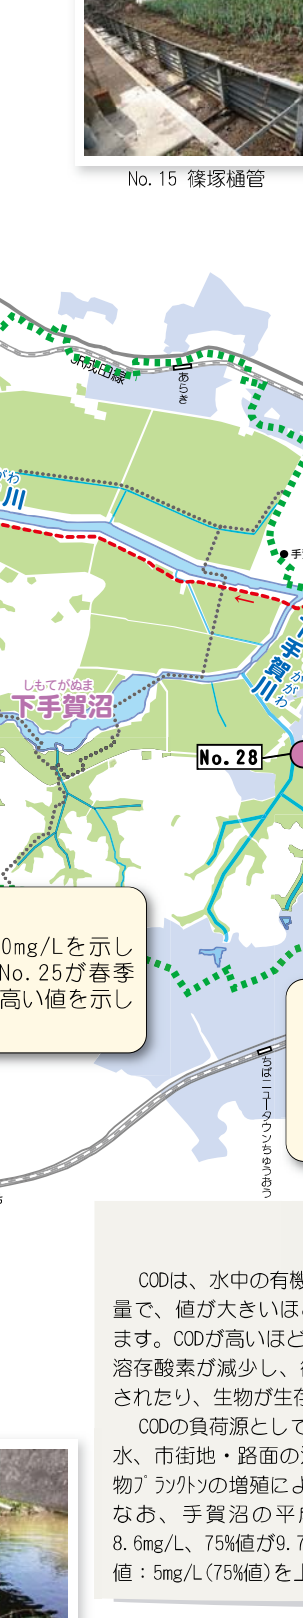 No.15 篠塚樋管
JR成田線
あらき
がわ
川
手
しもてがぬま
下手賀沼
手賀川
がわ
No.28
0mg/Lを示し
No.25が春季
高い値を示し
ちばニュータウンちゅうおう
CODは、水中の有機
量で、値が大きいほ
ます。CODが高いほど
溶存酸素が減少し、
されたり、生物が生存
CODの負荷源として
水、市街地・路面の
物プランクトンの増殖によ
なお、手賀沼の平成
8.6mg/L、75%値が9.7
値：5mg/L(75%値)を上